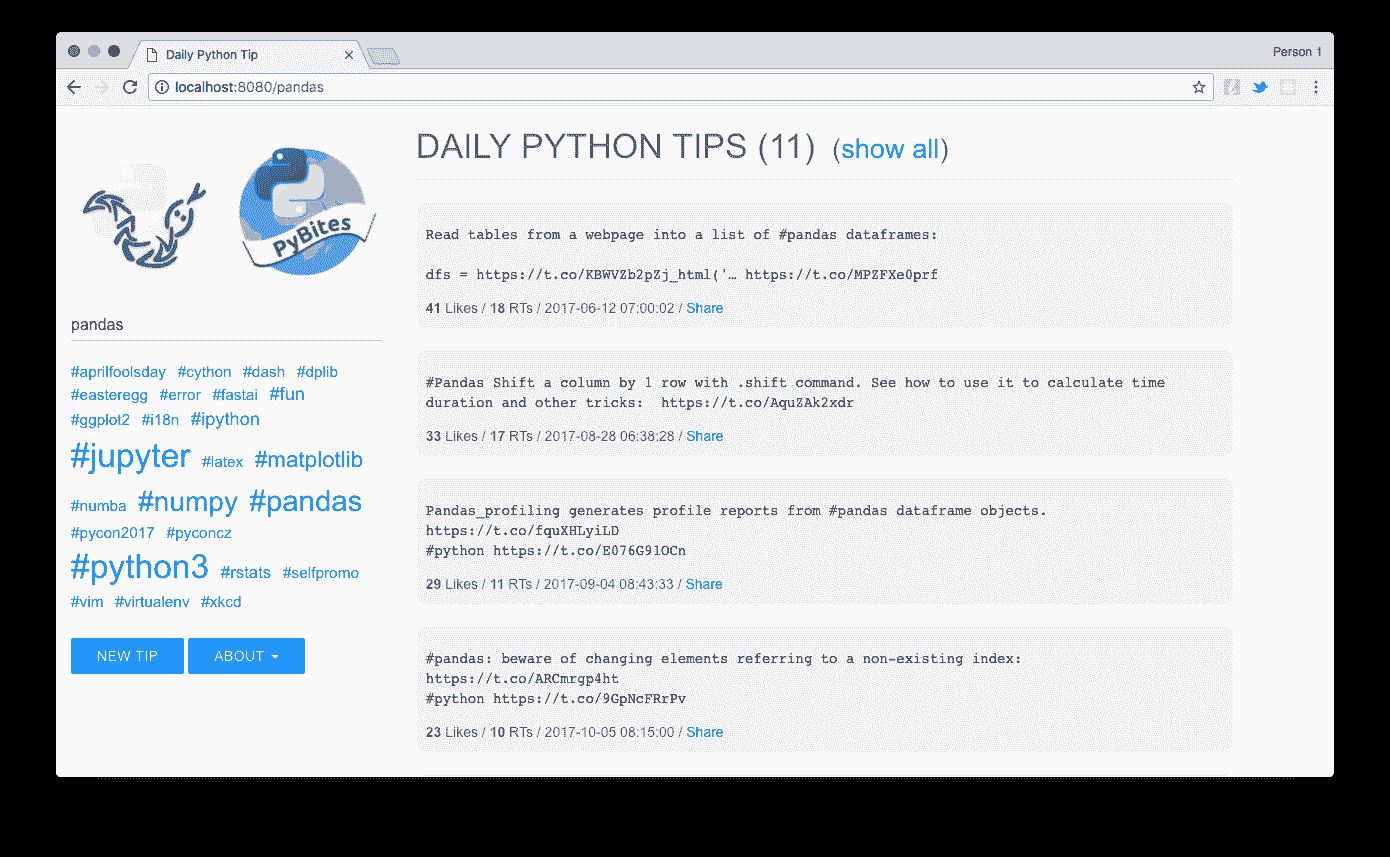 Daily Python Tip
Person 1
localhost:8080/pandas
PyBites
pandas
#aprilfoolsday #cython #dash #dplib
#easteregg #error #fastai #fun
#ggplot2 #i18n #ipython
#jupyter #latex #matplotlib
#numba #numpy #pandas
#pycon2017 #pyconcz
#python3 #rstats #selfpromo
#vim #virtualenv #xkcd
NEW TIP ABOUT
DAILY PYTHON TIPS (11) (show all)
Read tables from a webpage into a list of #pandas dataframes:
dfs = https://t.co/KBWVZb2pZj_html('… https://t.co/MPZFXe0prf
41 Likes / 18 RTs / 2017-06-12 07:00:02 / Share
#Pandas Shift a column by 1 row with .shift command. See how to use it to calculate time
duration and other tricks: https://t.co/AquZAk2xdr
33 Likes / 17 RTs / 2017-08-28 06:38:28 / Share
Pandas_profiling generates profile reports from #pandas dataframe objects.
https://t.co/fquXHLyiLD
#python https://t.co/E076G9lOCn
29 Likes / 11 RTs / 2017-09-04 08:43:33 / Share
#pandas: beware of changing elements referring to a non-existing index:
https://t.co/ARCmrgp4ht
#python https://t.co/9GpNcFRrPv
23 Likes / 10 RTs / 2017-10-05 08:15:00 / Share